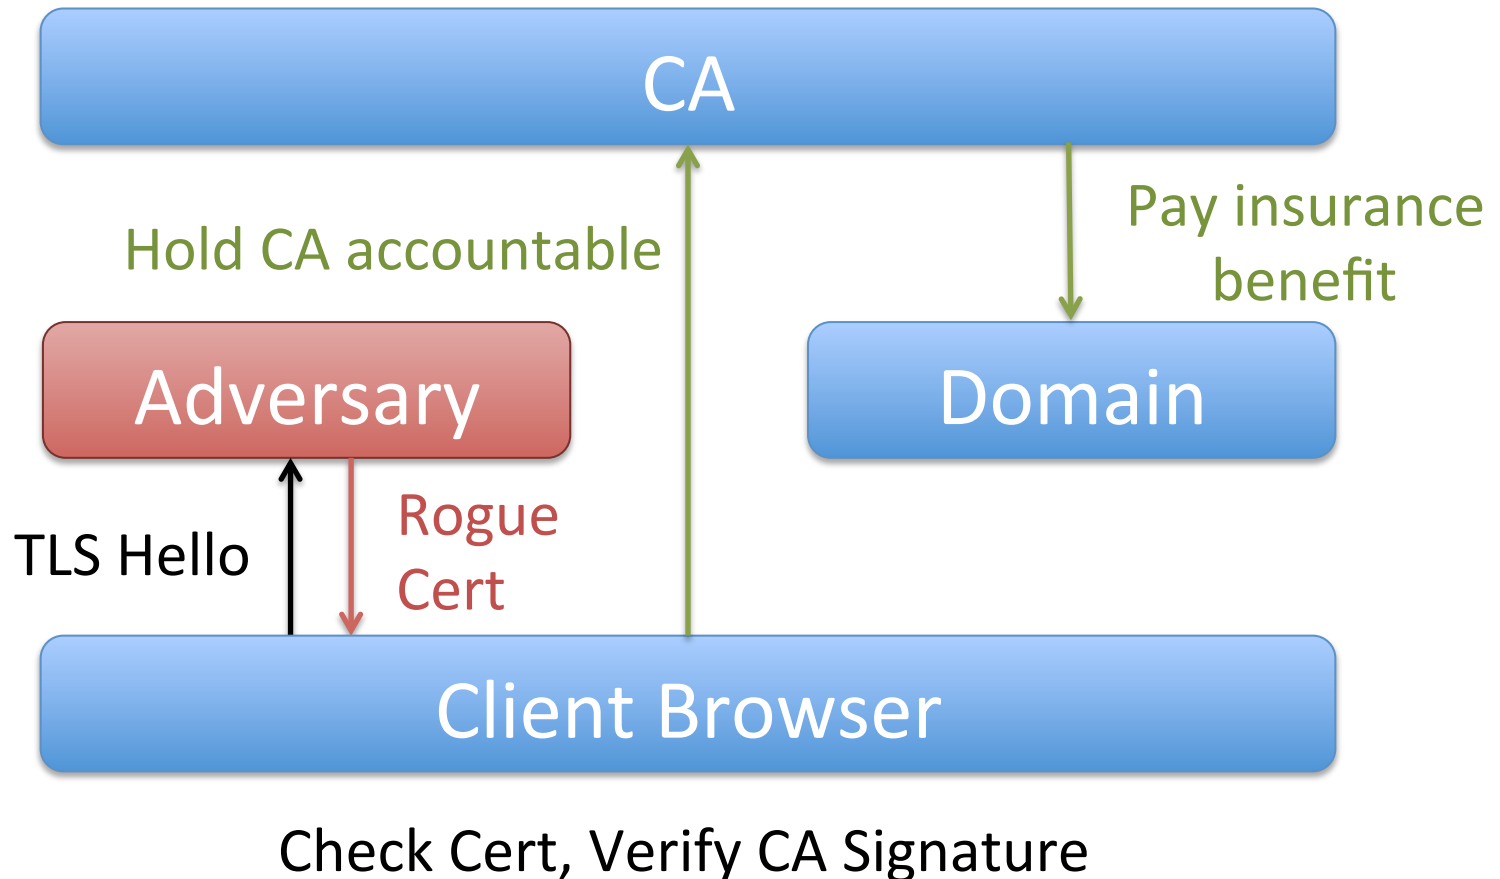 CA
Hold CA accountable
Pay insurance
benefit
Adversary
Domain
TLS Hello
Rogue
Cert
Client Browser
Check Cert, Verify CA Signature